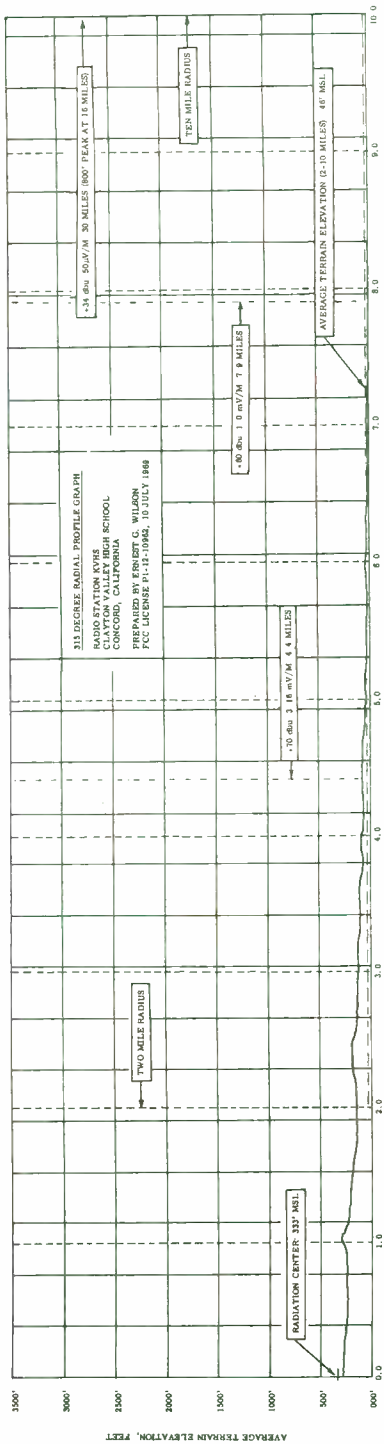 315 DEGREE RADIAL PROFILE GRAPH
RADIO STATION KVHS
CLAYTON VALLEY HIGH SCHOOL
CONCORD, CALIFORNIA
PREPARED BY ERNEST G. WILSON
FCC LICENSE P1-12-10962, 10 JULY 1969
AVERAGE TERRAIN ELEVATION, FEET
3500'
3000'
2500'
2000'
1500'
1000'
500'
000'
RADIATION CENTER 333' MSL
TWO MILE RADIUS
+70 dbu 3.16 mV/M 4.4 MILES
+60 dbu 1.0 mV/M 7.9 MILES
+34 dbu 50μV/M 30 MILES (800' PEAK AT 16 MILES)
TEN MILE RADIUS
AVERAGE TERRAIN ELEVATION (2-10 MILES) 46' MSL
0.0
1.0
2.0
3.0
4.0
5.0
6.0
7.0
8.0
9.0
10.0